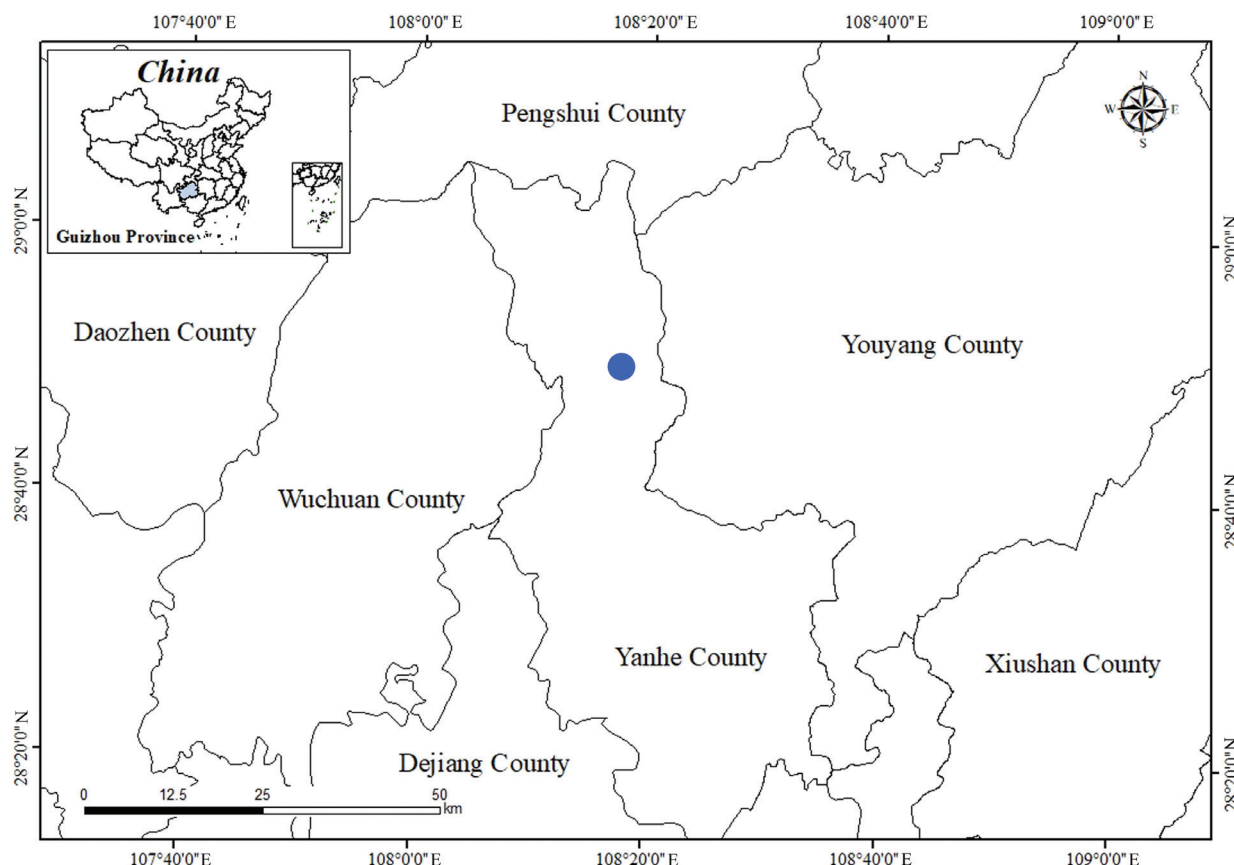 107°40'0"E
108°0'0"E
108°20'0"E
108°40'0"E
109°0'0"E
China
Guizhou Province
N
W
E
S
Pengshui County
29°0'0"N
29°0'0"N
Daozhen County
Youyang County
28°40'0"N
28°40'0"N
Wuchuan County
Yanhe County
Xiushan County
28°20'0"N
28°20'0"N
Dejiang County
0
12.5
25
50
km
107°40'0"E
108°0'0"E
108°20'0"E
108°40'0"E
109°0'0"E